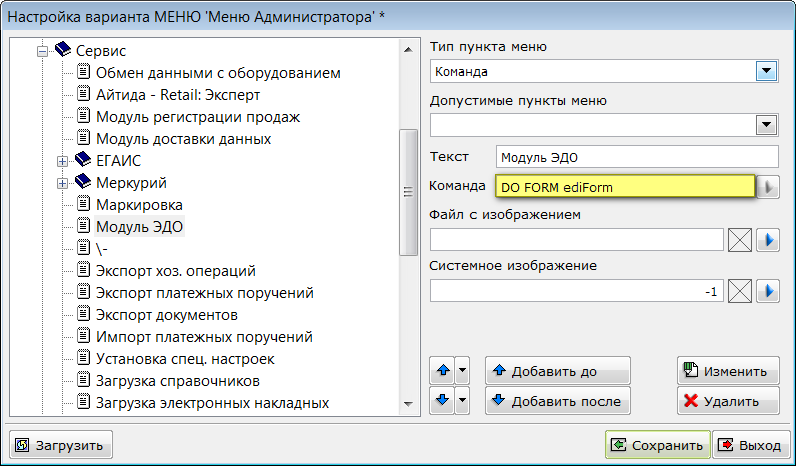 Настройка варианта МЕНЮ 'Меню Администратора' *
Сервис
Обмен данными с оборудованием
Айтида - Retail: Эксперт
Модуль регистрации продаж
Модуль доставки данных
ЕГАИС
Меркурий
Маркировка
Модуль ЭДО
\-
Экспорт хоз. операций
Экспорт платежных поручений
Экспорт документов
Импорт платежных поручений
Установка спец. настроек
Загрузка справочников
Загрузка электронных накладных
Тип пункта меню
Команда
Допустимые пункты меню
Текст Модуль ЭДО
Команда DO FORM ediForm
Файл с изображением
Системное изображение
-1
Добавить до Изменить
Добавить после Удалить
Загрузить Сохранить Выход